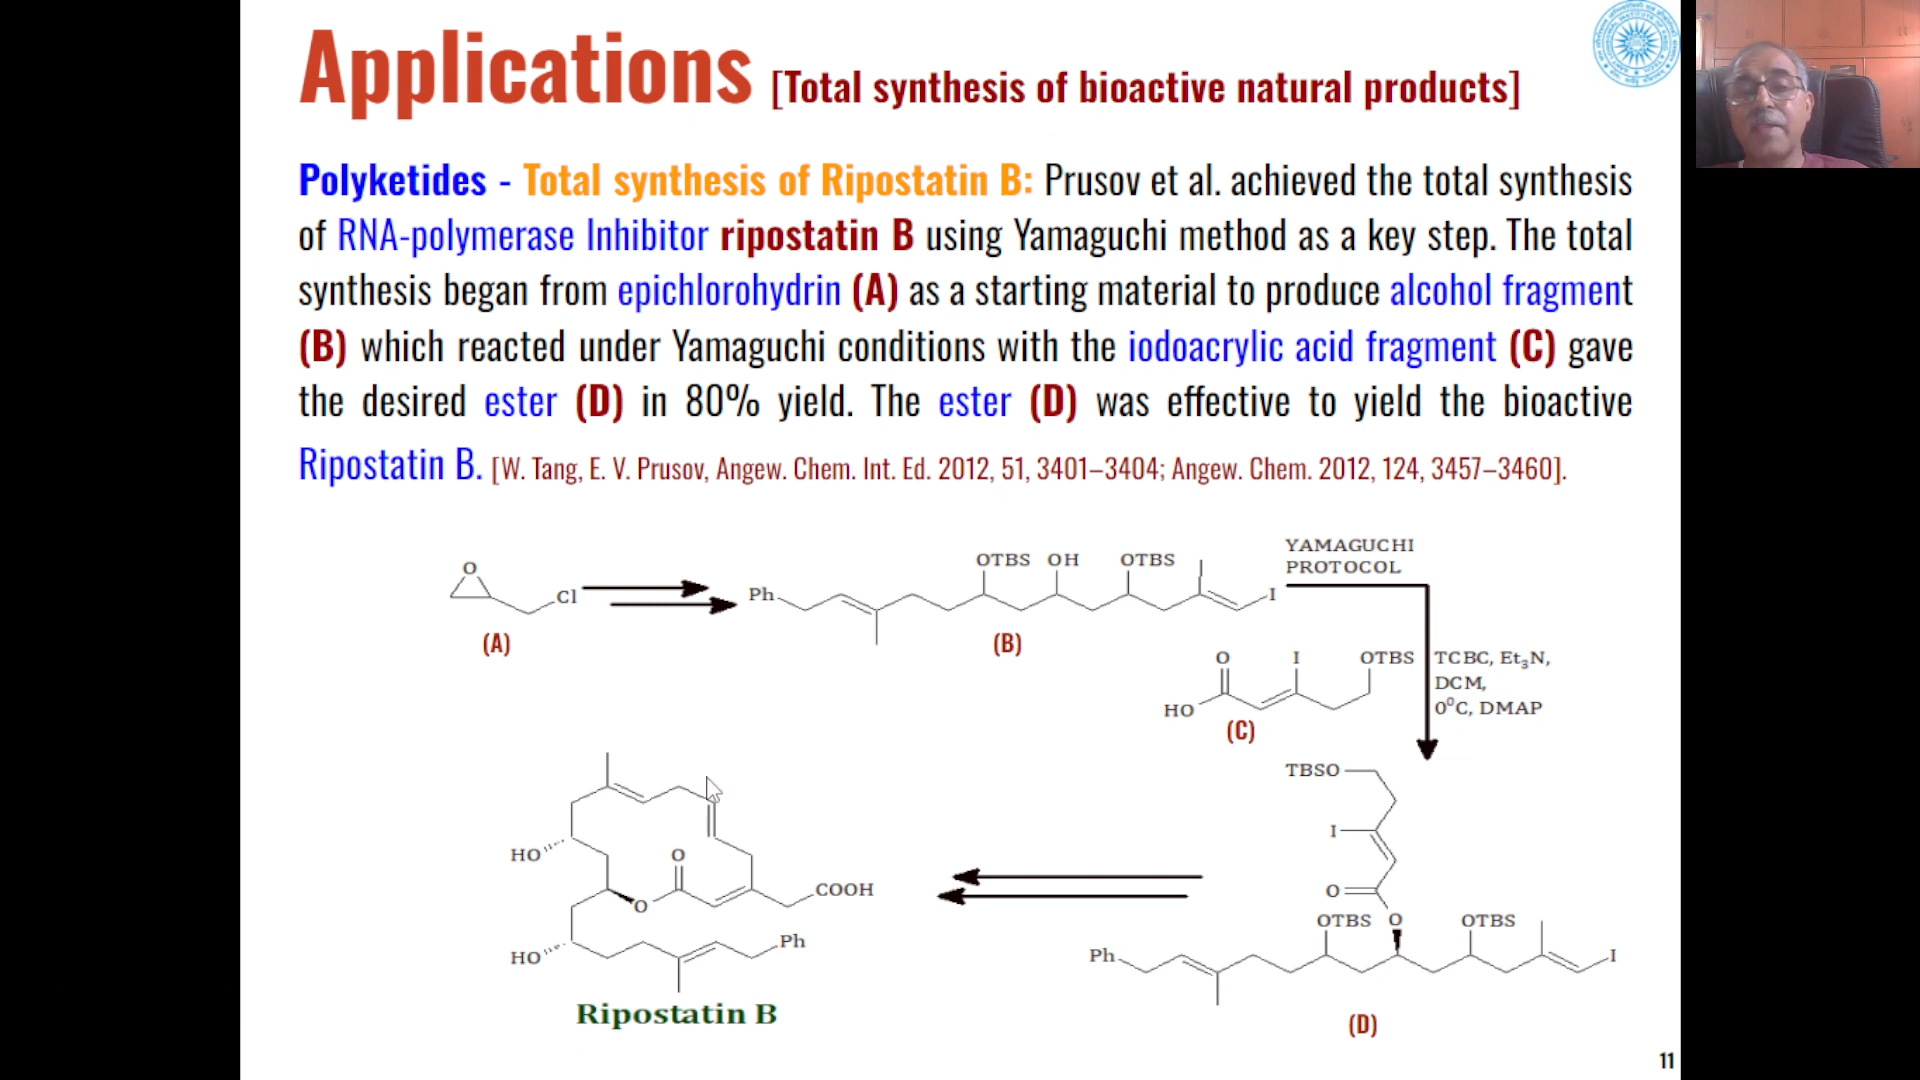 Applications [Total synthesis of bioactive natural products]
Polyketides - Total synthesis of Ripostatin B: Prusov et al. achieved the total synthesis
of RNA-polymerase Inhibitor ripostatin B using Yamaguchi method as a key step. The total
synthesis began from epichlorohydrin (A) as a starting material to produce alcohol fragment
(B) which reacted under Yamaguchi conditions with the iodoacrylic acid fragment (C) gave
the desired ester (D) in 80% yield. The ester (D) was effective to yield the bioactive
Ripostatin B. [W. Tang, E. V. Prusov, Angew. Chem. Int. Ed. 2012, 51, 3401–3404; Angew. Chem. 2012, 124, 3457–3460].
O
Cl
(A)
OTBS OH OTBS
Ph
I
(B)
YAMAGUCHI
PROTOCOL
O I OTBS
HO
(C)
TCBC, Et₃N,
DCM,
0⁰C, DMAP
TBSO
I
O
OTBS O OTBS
Ph
I
(D)
HO
O
O
COOH
HO
Ph
Ripostatin B
11